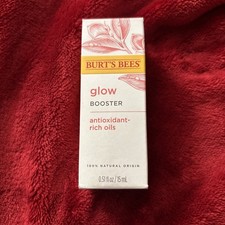 BURT'S BEES
glow
BOOSTER
antioxidant-
rich oils
100% NATURAL ORIGIN
0.51 fl oz / 15 mL